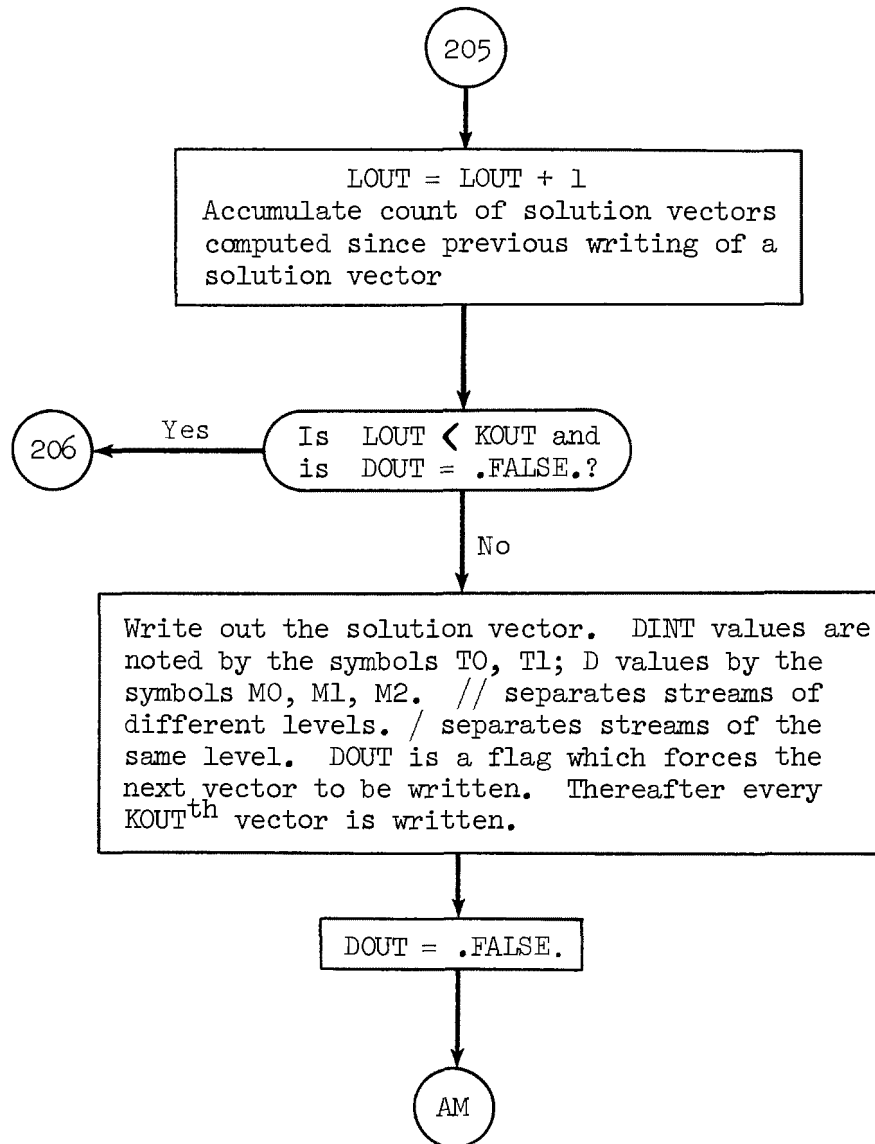 205
LOUT = LOUT + 1
Accumulate count of solution vectors
computed since previous writing of a
solution vector
206
Yes
Is LOUT < KOUT and
is DOUT = .FALSE.?
No
Write out the solution vector. DINT values are
noted by the symbols TO, T1; D values by the
symbols MO, M1, M2. // separates streams of
different levels. / separates streams of the
same level. DOUT is a flag which forces the
next vector to be written. Thereafter every
KOUTth vector is written.
DOUT = .FALSE.
AM